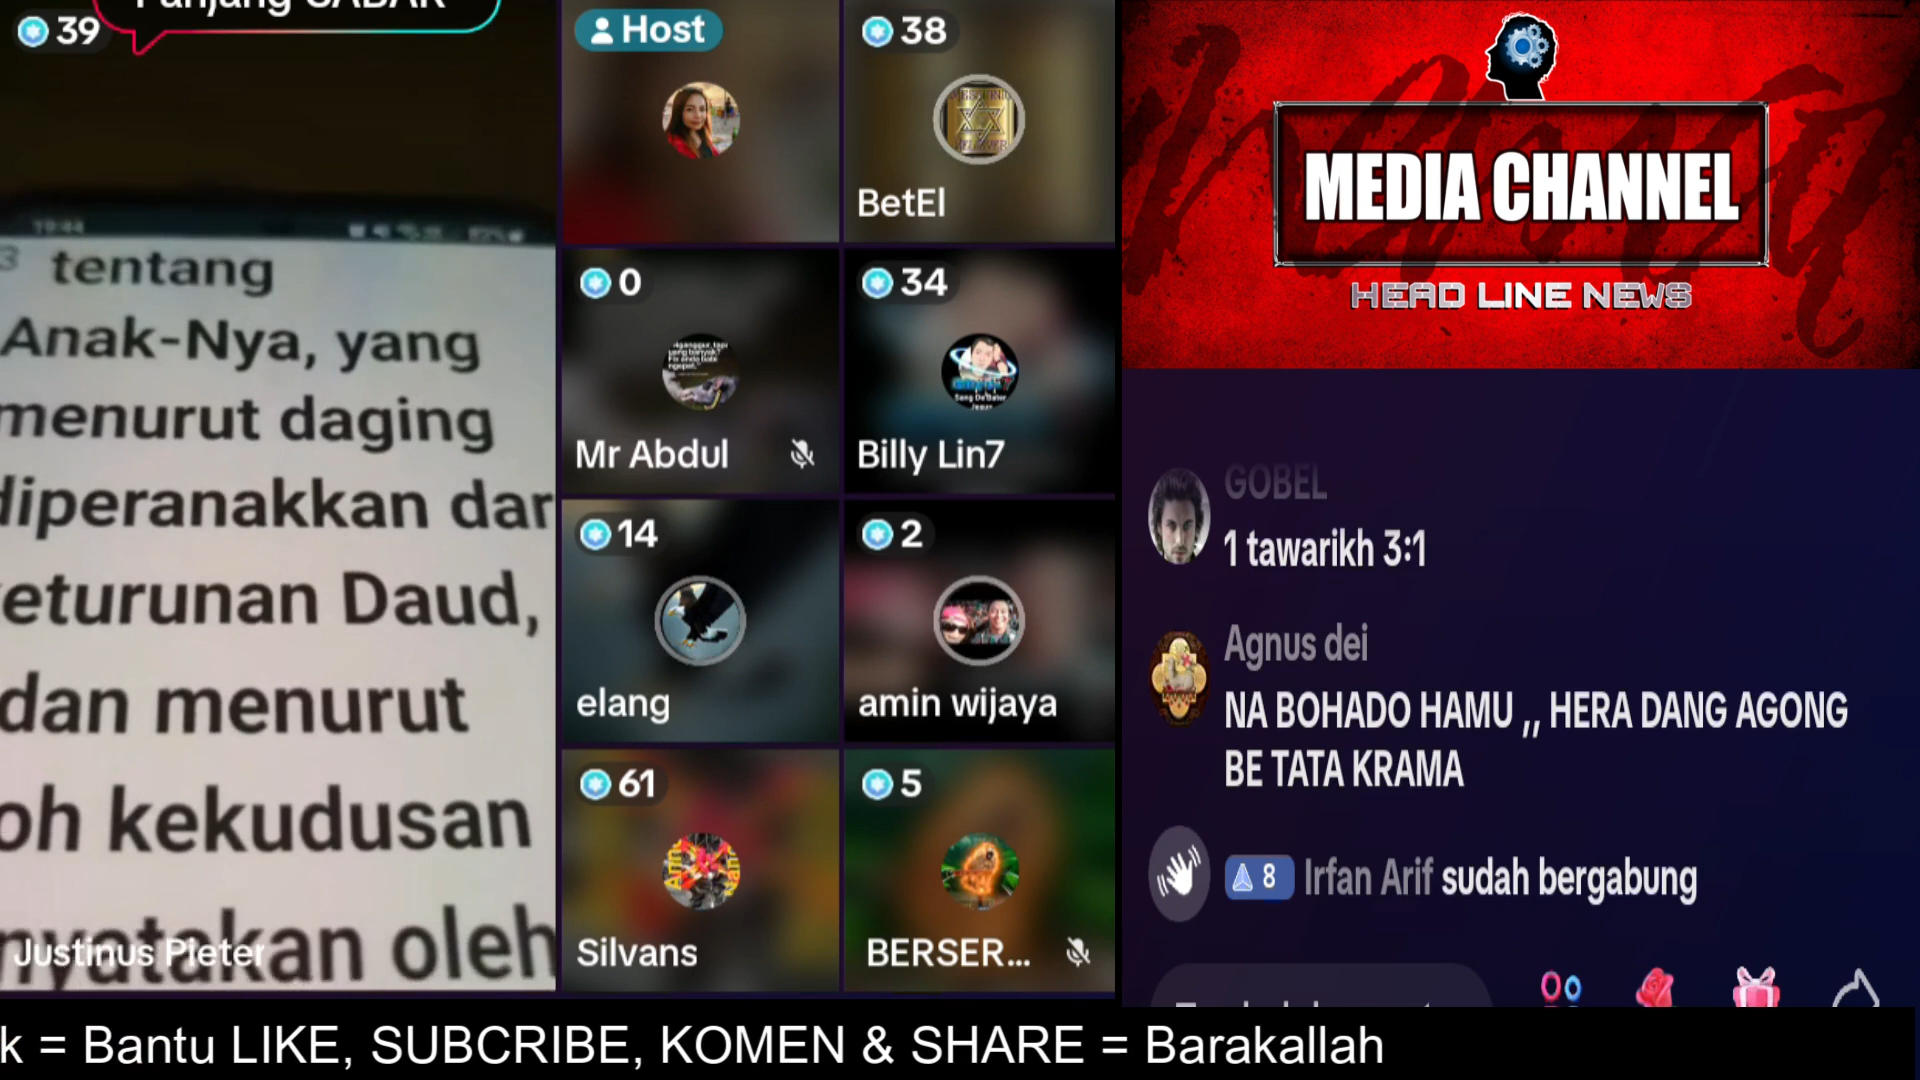 39
19:44
3 tentang
Anak-Nya, yang
menurut daging
diperanakkan dar
eturunan Daud,
dan menurut
oh kekudusan
nyatakan oleh
Justinus Pieter
Host
38
BetEl
0
Mr Abdul
34
Billy Lin7
14
elang
2
amin wijaya
61
Silvans
5
BERSER...
MEDIA CHANNEL
HEAD LINE NEWS
GOBEL
1 tawarikh 3:1
Agnus dei
NA BOHADO HAMU ,, HERA DANG AGONG
BE TATA KRAMA
8 Irfan Arif sudah bergabung
k = Bantu LIKE, SUBCRIBE, KOMEN & SHARE = Barakallah